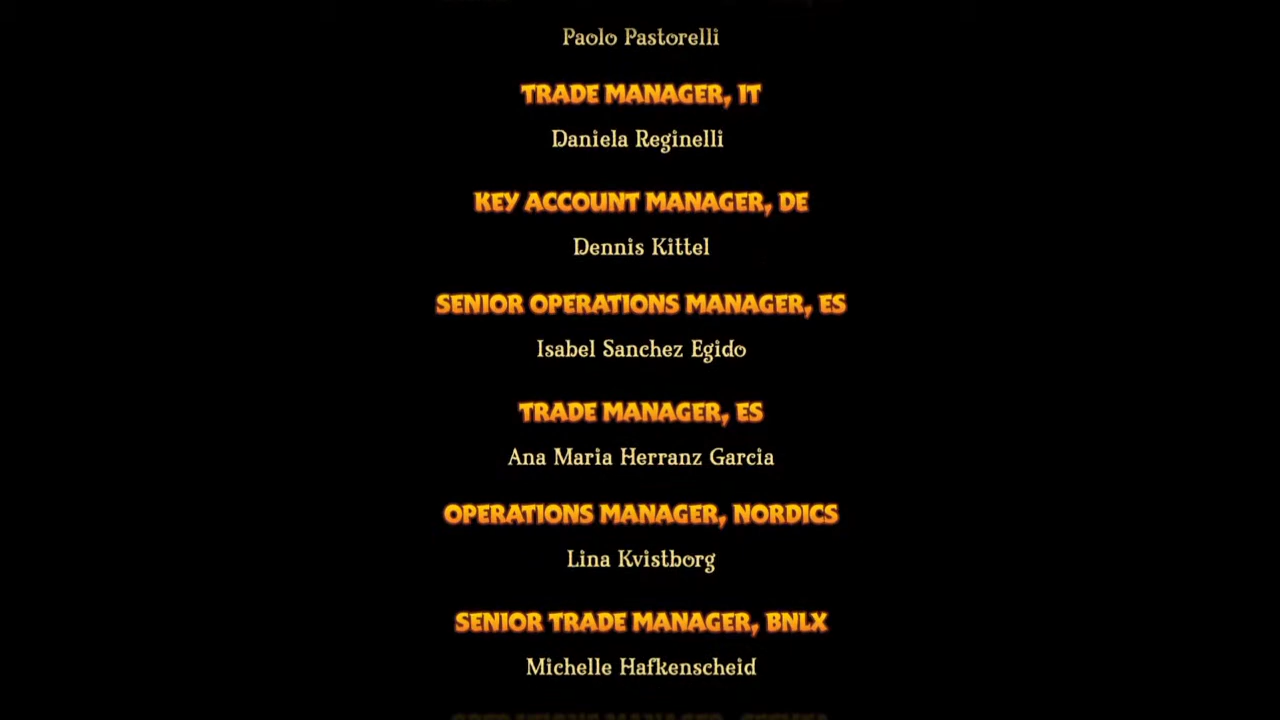 Paolo Pastorelli
TRADE MANAGER, IT
Daniela Reginelli
KEY ACCOUNT MANAGER, DE
Dennis Kittel
SENIOR OPERATIONS MANAGER, ES
Isabel Sanchez Egido
TRADE MANAGER, ES
Ana Maria Herranz Garcia
OPERATIONS MANAGER, NORDICS
Lina Kvistborg
SENIOR TRADE MANAGER, BNLX
Michelle Hafkenscheid
OPERATIONS MANAGER,